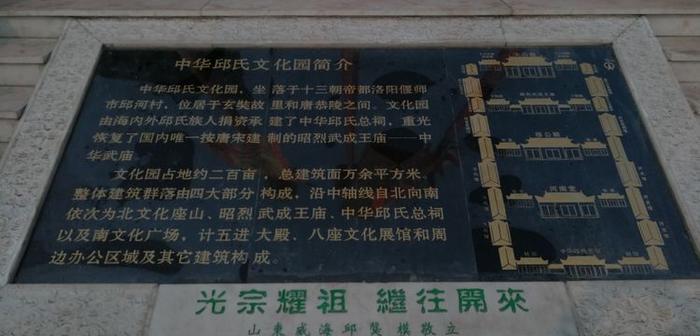 中华邱氏文化园简介
中华邱氏文化园，坐落于十三朝帝都洛阳偃师
市邱河村，位居于玄奘故里和唐恭陵之间。文化园
由海内外邱氏族人捐资承建了中华邱氏总祠，重光
恢复了国内唯一按唐宋建制的昭烈武成王庙——中
华武庙
文化园占地约二百亩，总建筑面万余平方米。
整体建筑群落由四大部分构成，沿中轴线自北向南
依次为北文化座山、昭烈武成王庙、中华邱氏总祠
以及南文化广场，计五进大殿、八座文化展馆和周
边办公区域及其它建筑构成。
光宗耀祖 繼往開來
山東威海邱龑模敬立